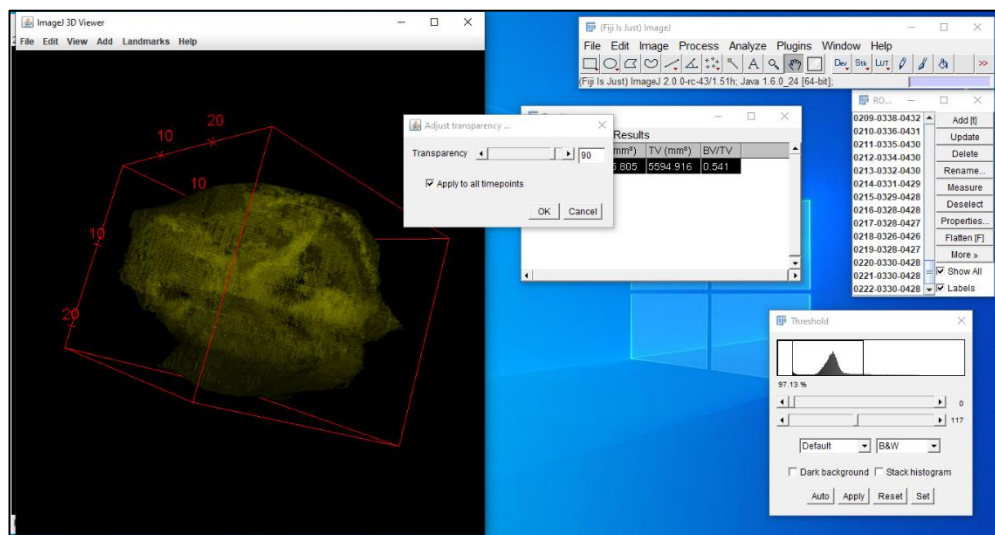 ImageJ 3D Viewer
File Edit View Add Landmarks Help
10
20
10
10
20
Adjust transparency ...
Transparency
90
Apply to all timepoints
OK Cancel
(Fiji Is Just) ImageJ
File Edit Image Process Analyze Plugins Window Help
A
Dev Stk LUT
>>
(Fiji Is Just) ImageJ 2.0.0-rc-43/1.51h; Java 1.6.0_24 [64-bit];
Results
TV (mm³) BV/TV
5594.916 0.541
RO...
0209-0338-0432
0210-0336-0431
0211-0335-0430
0212-0334-0430
0213-0332-0430
0214-0331-0429
0215-0329-0428
0216-0328-0428
0217-0328-0427
0218-0326-0426
0219-0328-0427
0220-0330-0428
0221-0330-0428
0222-0330-0428
Add [t]
Update
Delete
Rename...
Measure
Deselect
Properties...
Flatten [F]
More »
Show All
Labels
Threshold
97.13 %
0
117
Default B&W
Dark background Stack histogram
Auto Apply Reset Set